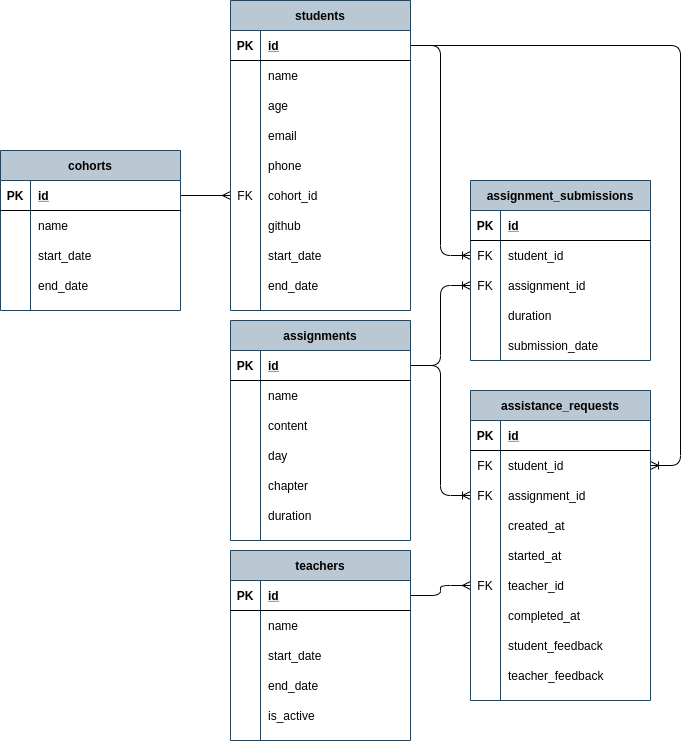 students
PK id
name
age
email
phone
FK cohort_id
github
start_date
end_date
cohorts
PK id
name
start_date
end_date
assignment_submissions
PK id
FK student_id
FK assignment_id
duration
submission_date
assignments
PK id
name
content
day
chapter
duration
assistance_requests
PK id
FK student_id
FK assignment_id
created_at
started_at
FK teacher_id
completed_at
student_feedback
teacher_feedback
teachers
PK id
name
start_date
end_date
is_active